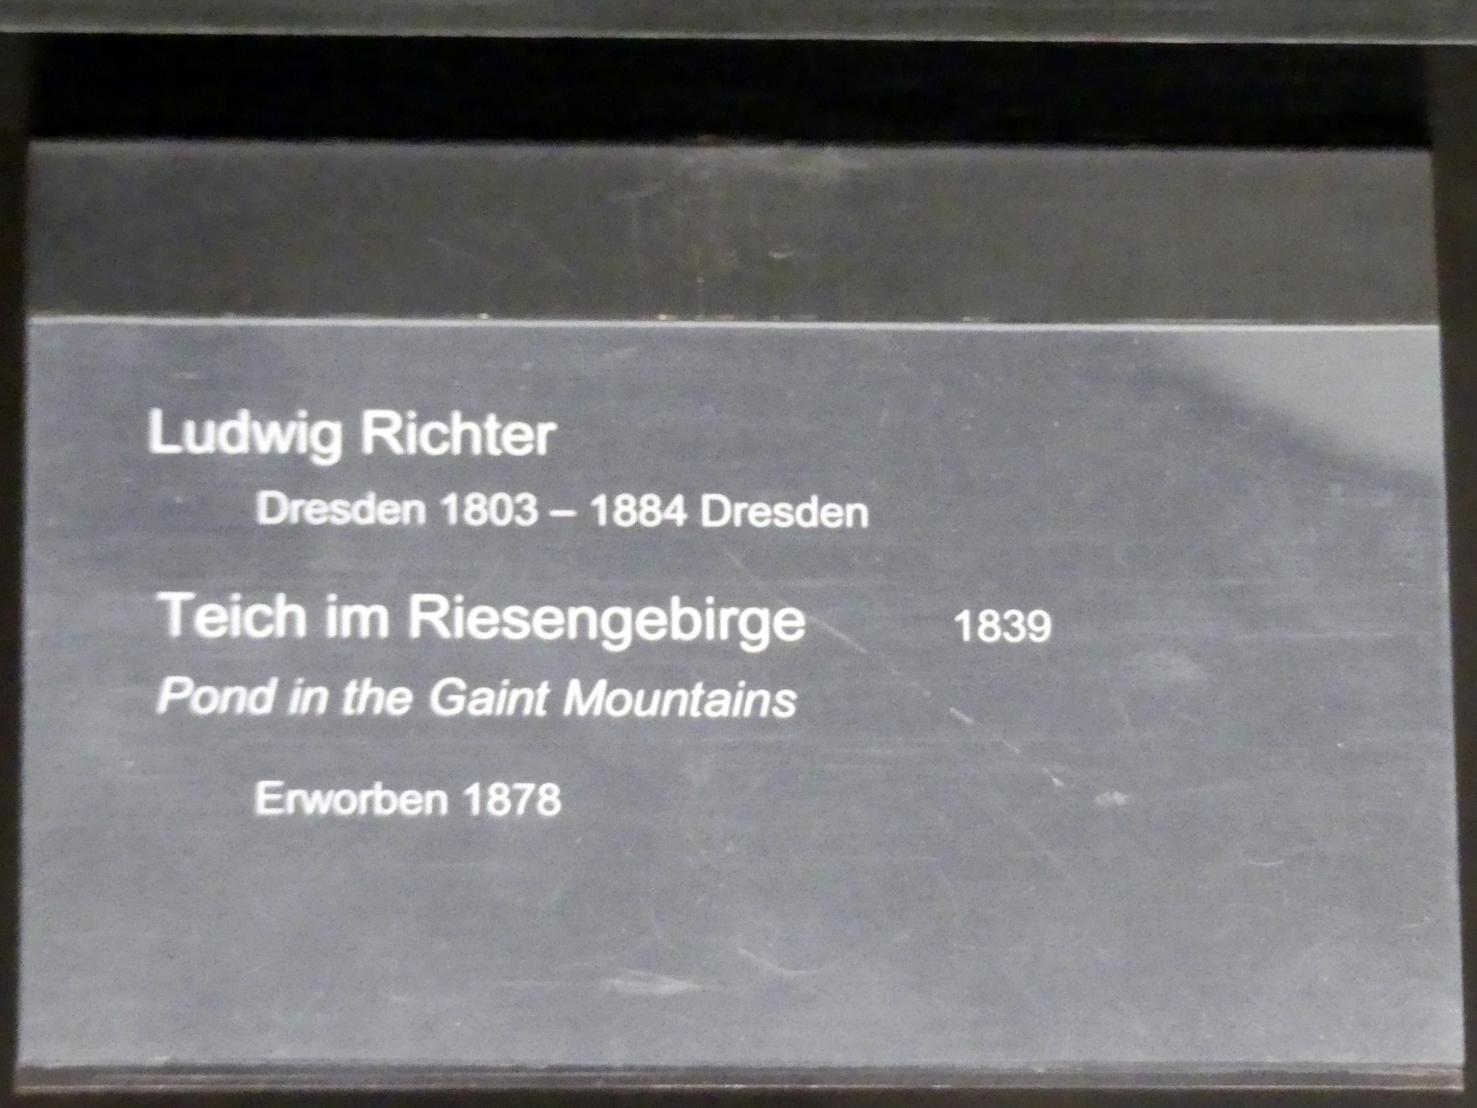 Ludwig Richter
Dresden 1803 – 1884 Dresden
Teich im Riesengebirge 1839
Pond in the Gaint Mountains
Erworben 1878